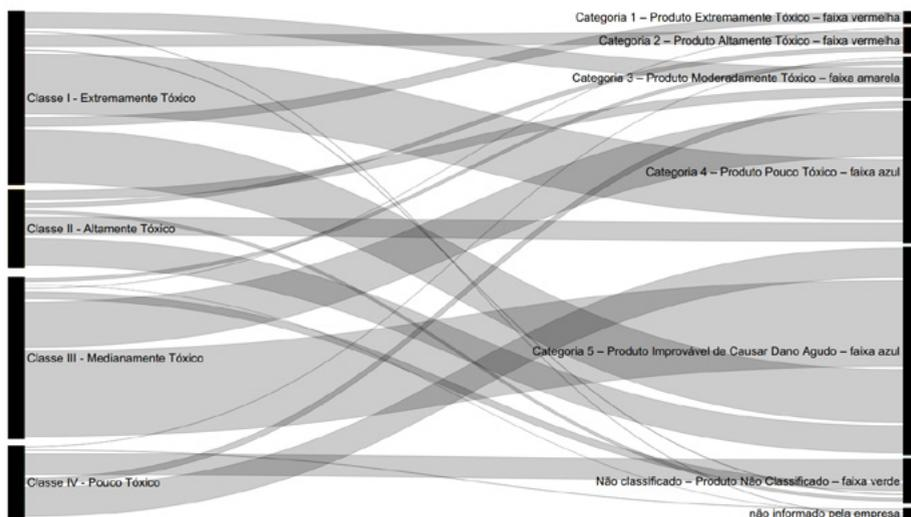 Categoria 1 – Produto Extremamente Tóxico – faixa vermelha
Categoria 2 – Produto Altamente Tóxico – faixa vermelha
Categoria 3 – Produto Moderadamente Tóxico – faixa amarela
Classe I - Extremamente Tóxico
Categoria 4 – Produto Pouco Tóxico – faixa azul
Classe II - Altamente Tóxico
Categoria 5 – Produto Improvável de Causar Dano Agudo – faixa azul
Classe III - Medianamente Tóxico
Não classificado – Produto Não Classificado – faixa verde
Classe IV - Pouco Tóxico
não informado pela empresa